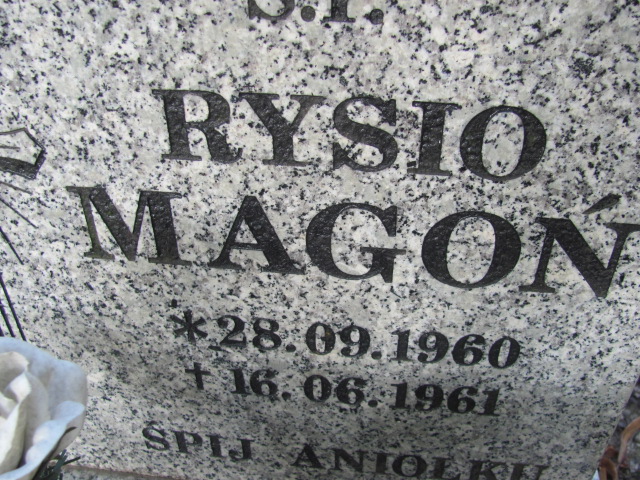 Ś.P.
RYSIO
MAGOŃ
* 28.09.1960
† 16.06.1961
ŚPIJ ANIOŁKU